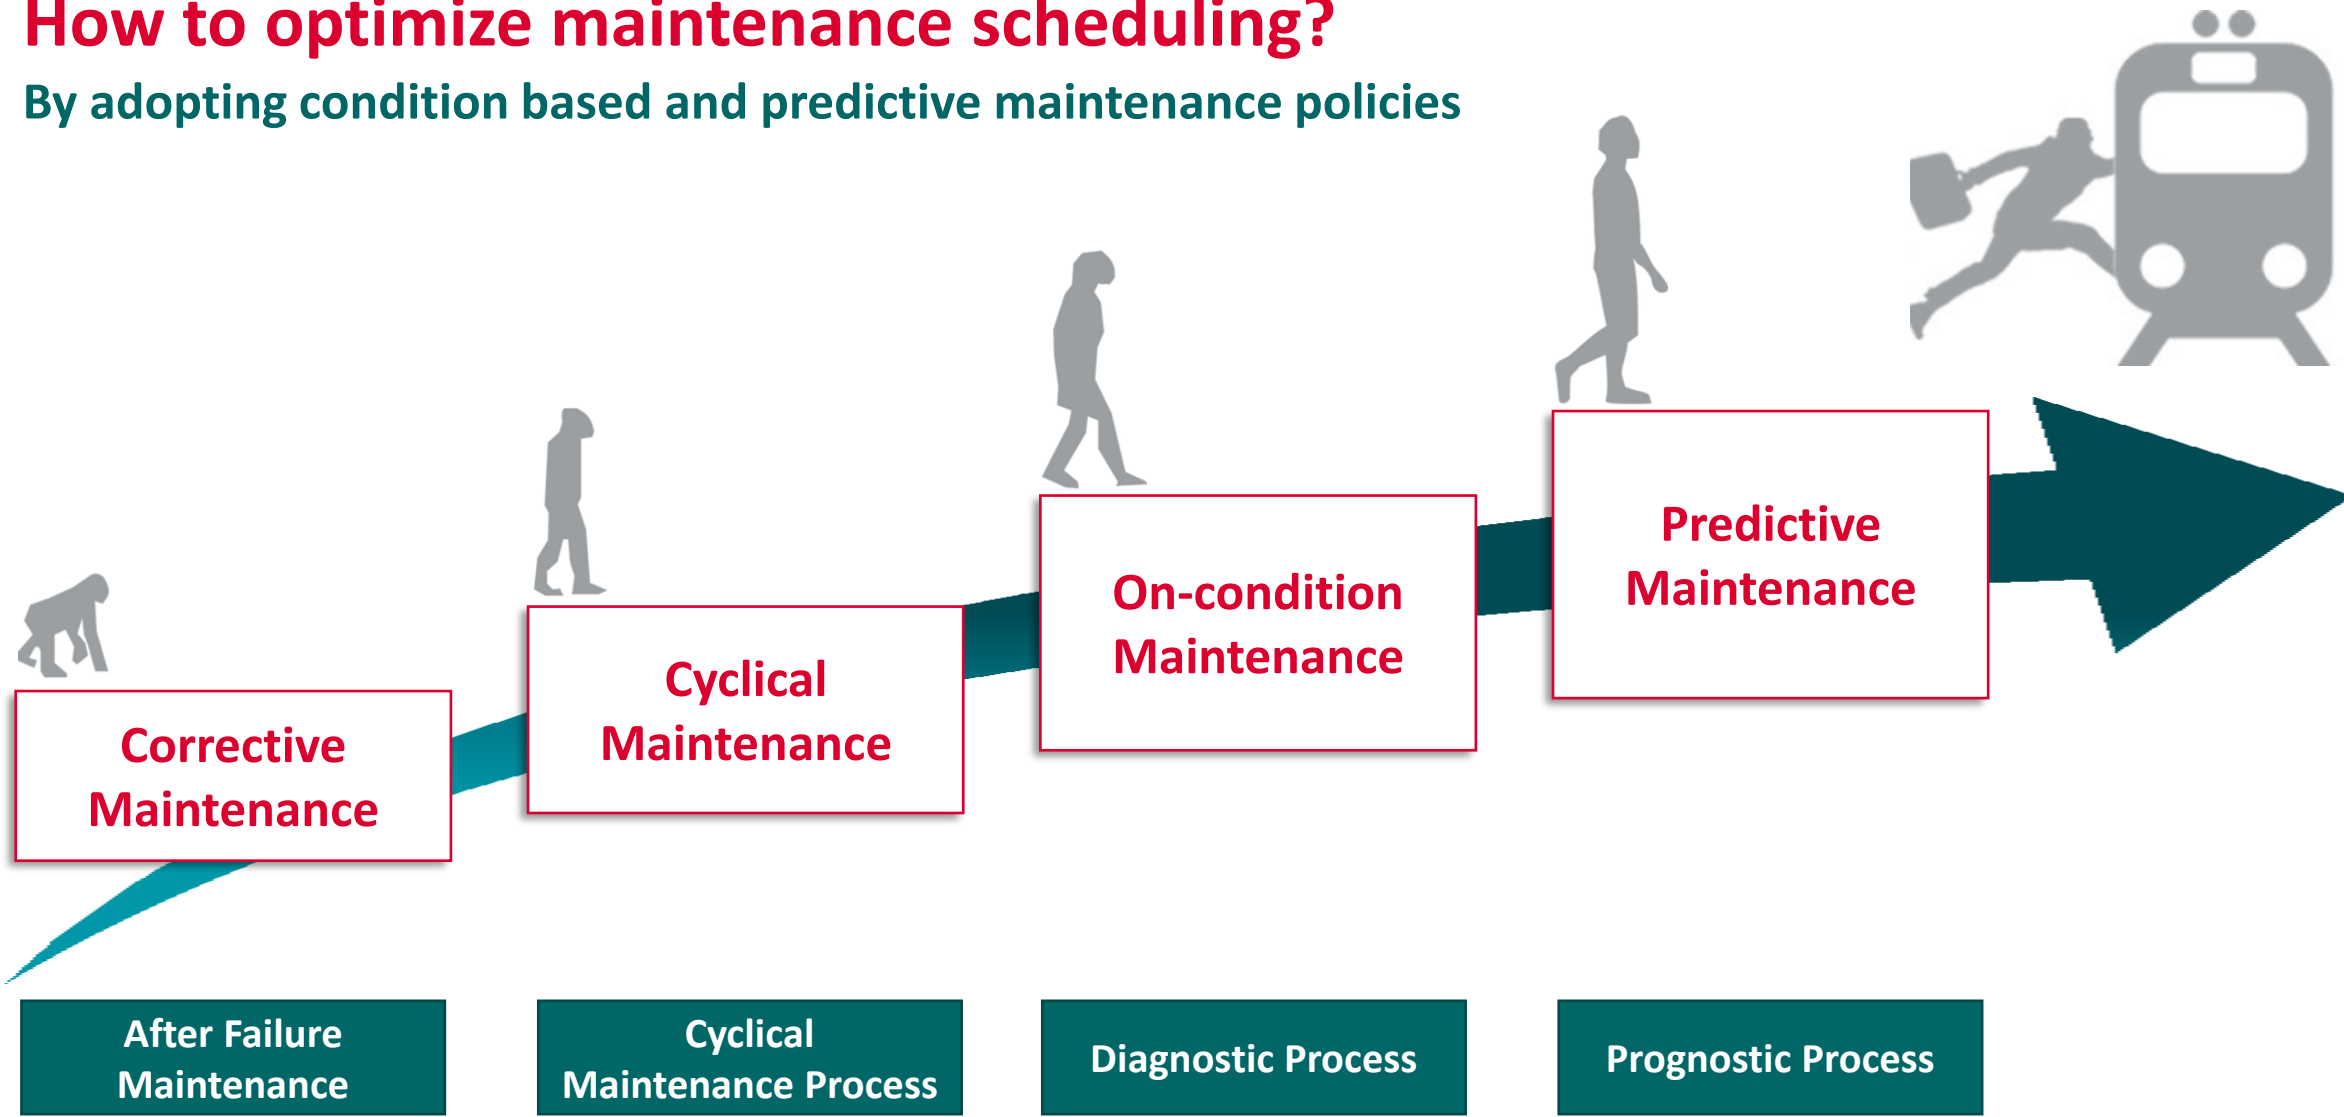 How to optimize maintenance scheduling?
By adopting condition based and predictive maintenance policies
Corrective
Maintenance
Cyclical
Maintenance
On-condition
Maintenance
Predictive
Maintenance
After Failure
Maintenance
Cyclical
Maintenance Process
Diagnostic Process
Prognostic Process